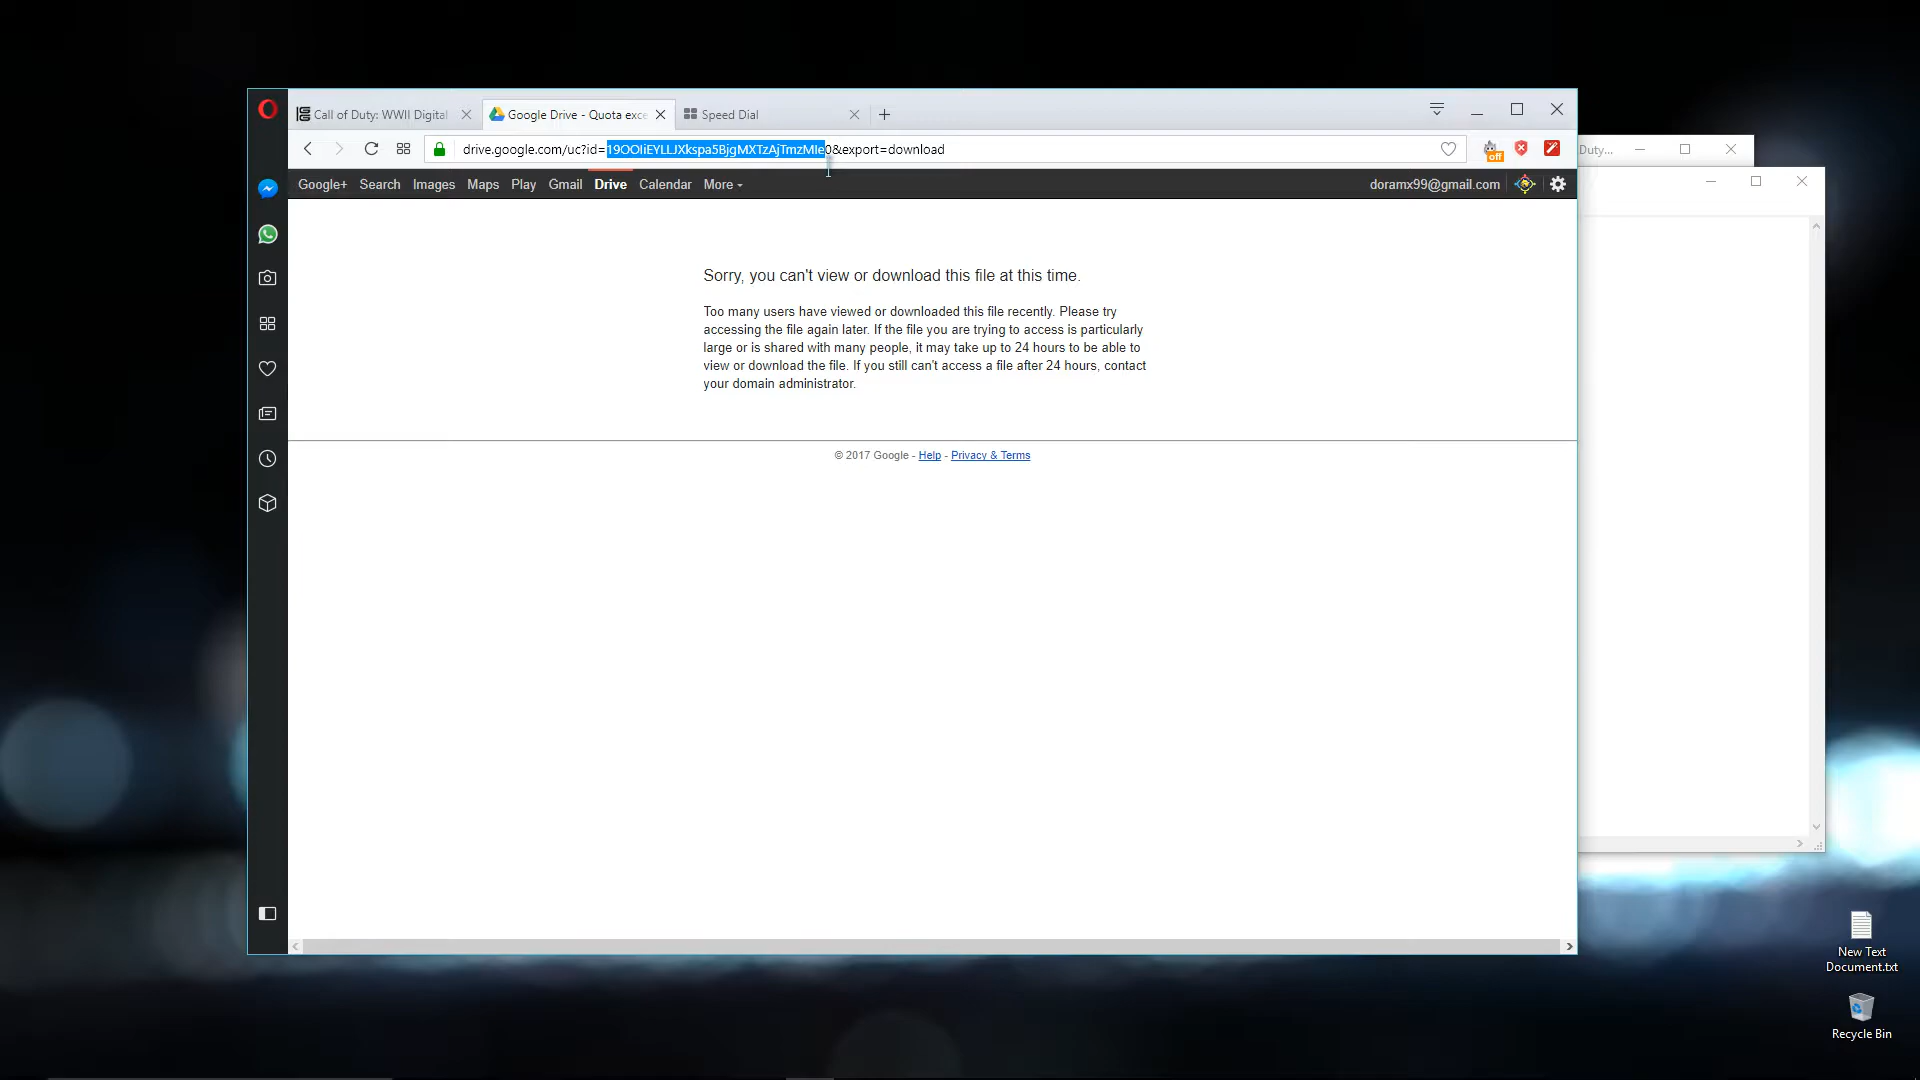 Call of Duty: WWII Digital
Google Drive - Quota exce
Speed Dial
drive.google.com/uc?id=19OOIiEYLLJXkspa5BjgMXTzAjTmzMIe0&export=download
off
Duty...
Google+ Search Images Maps Play Gmail Drive Calendar More
doramx99@gmail.com
Sorry, you can't view or download this file at this time.
Too many users have viewed or downloaded this file recently. Please try
accessing the file again later. If the file you are trying to access is particularly
large or is shared with many people, it may take up to 24 hours to be able to
view or download the file. If you still can't access a file after 24 hours, contact
your domain administrator.
© 2017 Google - Help - Privacy & Terms
New Text
Document.txt
Recycle Bin